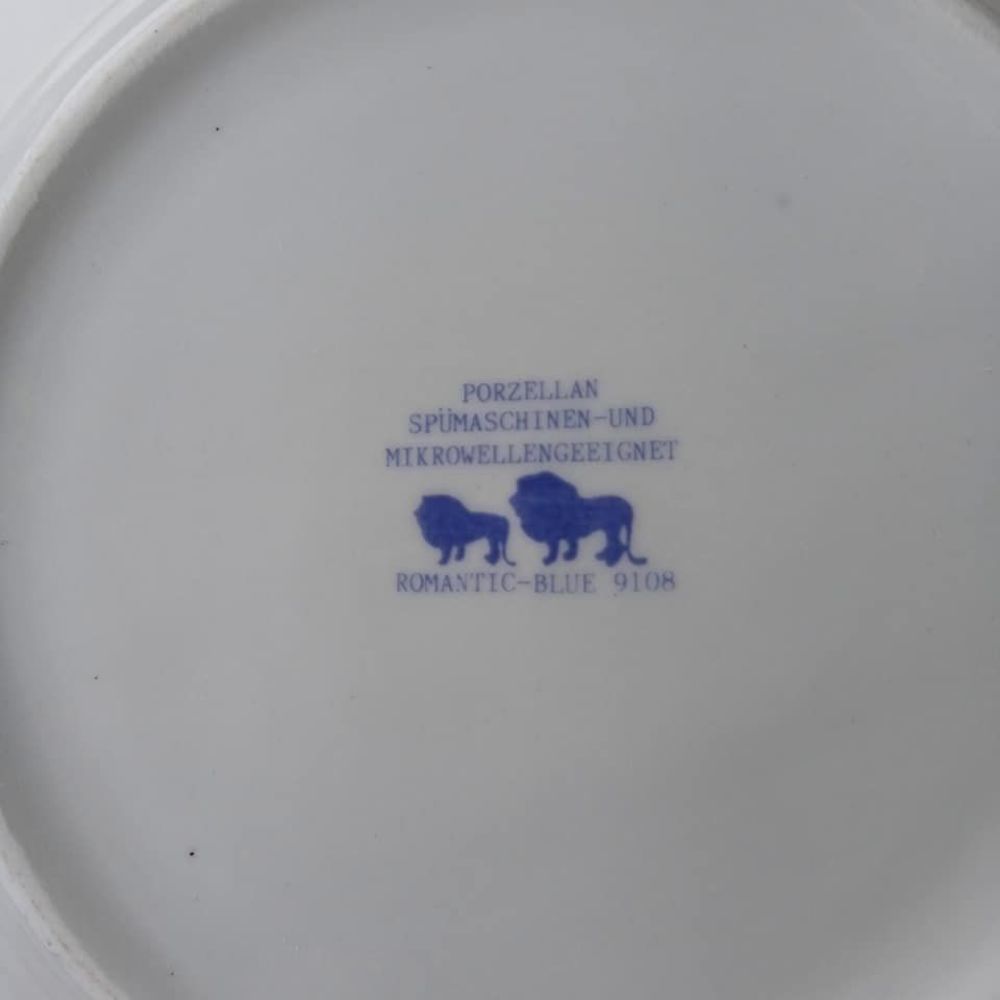 PORZELLAN
SPÜMASCHINEN-UND
MIKROWELLENGEEIGNET
ROMANTIC-BLUE 9108